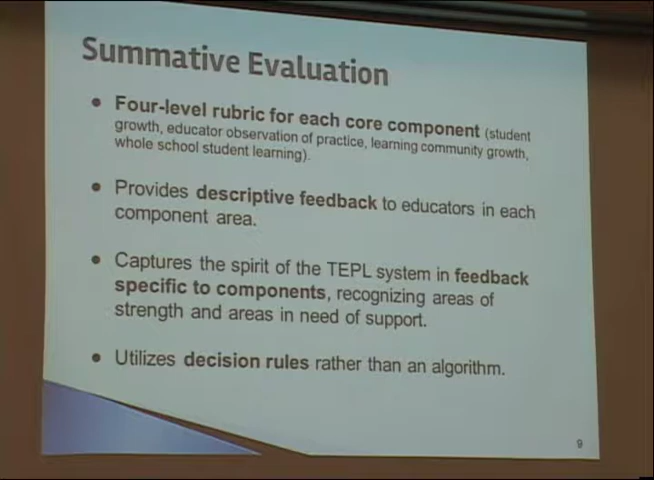 Summative Evaluation
• Four-level rubric for each core component (student
growth, educator observation of practice, learning community growth,
whole school student learning).
• Provides descriptive feedback to educators in each
component area.
• Captures the spirit of the TEPL system in feedback
specific to components, recognizing areas of
strength and areas in need of support.
• Utilizes decision rules rather than an algorithm.
9